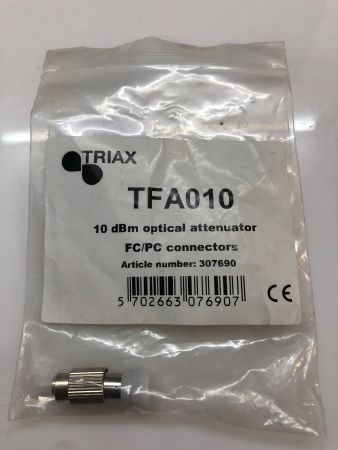 TRIAX
TFA010
10 dBm optical attenuator
FC/PC connectors
Article number: 307690
5 702663 076907
CE